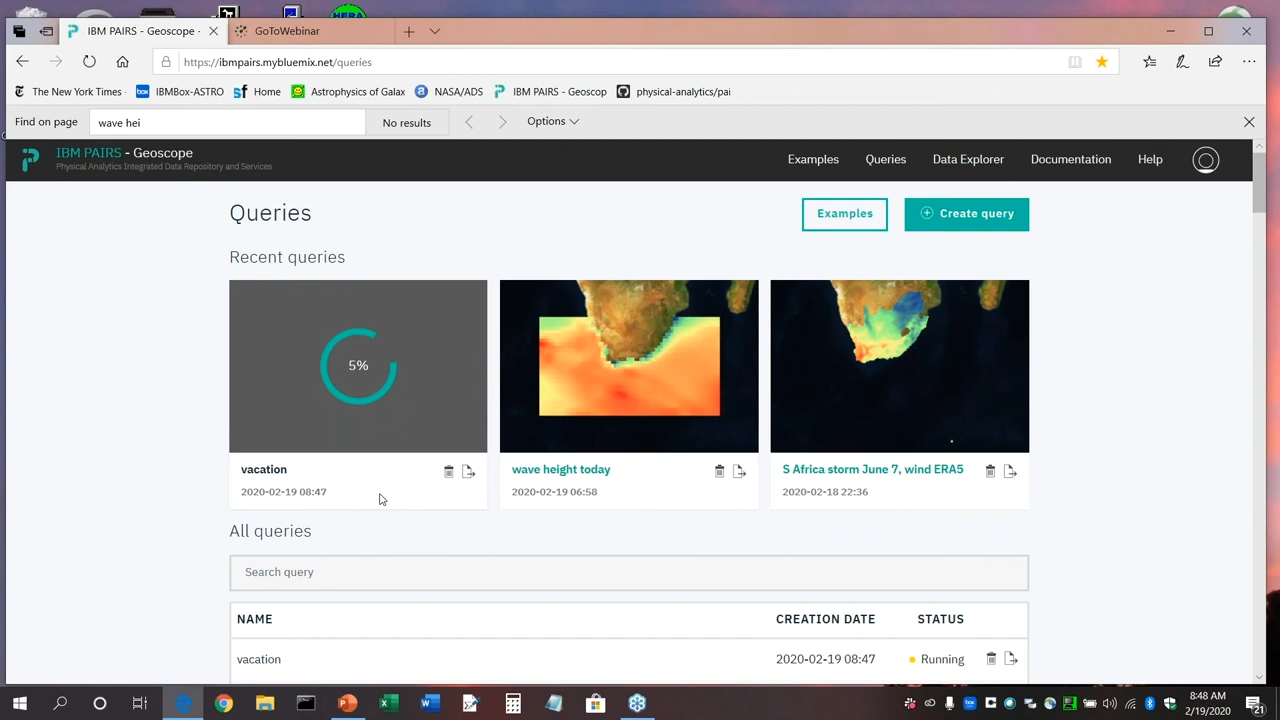 HERA
IBM PAIRS - Geoscope -
GoToWebinar
https://ibmpairs.mybluemix.net/queries
The New York Times
IBMBox-ASTRO
Home
Astrophysics of Galax
NASA/ADS
IBM PAIRS - Geoscop
physical-analytics/pai
Find on page
wave hei
No results
Options
IBM PAIRS - Geoscope
Physical Analytics Integrated Data Repository and Services
Examples
Queries
Data Explorer
Documentation
Help
Queries
Examples
Create query
Recent queries
5%
vacation
2020-02-19 08:47
wave height today
2020-02-19 06:58
S Africa storm June 7, wind ERA5
2020-02-18 22:36
All queries
Search query
NAME
CREATION DATE
STATUS
vacation
2020-02-19 08:47
Running
8:48 AM
2/19/2020
21